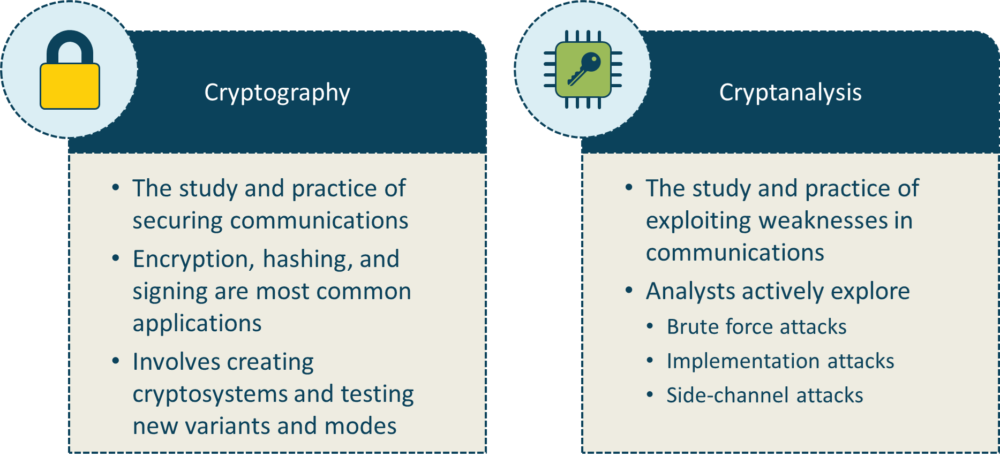 Cryptography
• The study and practice of
securing communications
• Encryption, hashing, and
signing are most common
applications
• Involves creating
cryptosystems and testing
new variants and modes
Cryptanalysis
• The study and practice of
exploiting weaknesses in
communications
• Analysts actively explore
• Brute force attacks
• Implementation attacks
• Side-channel attacks